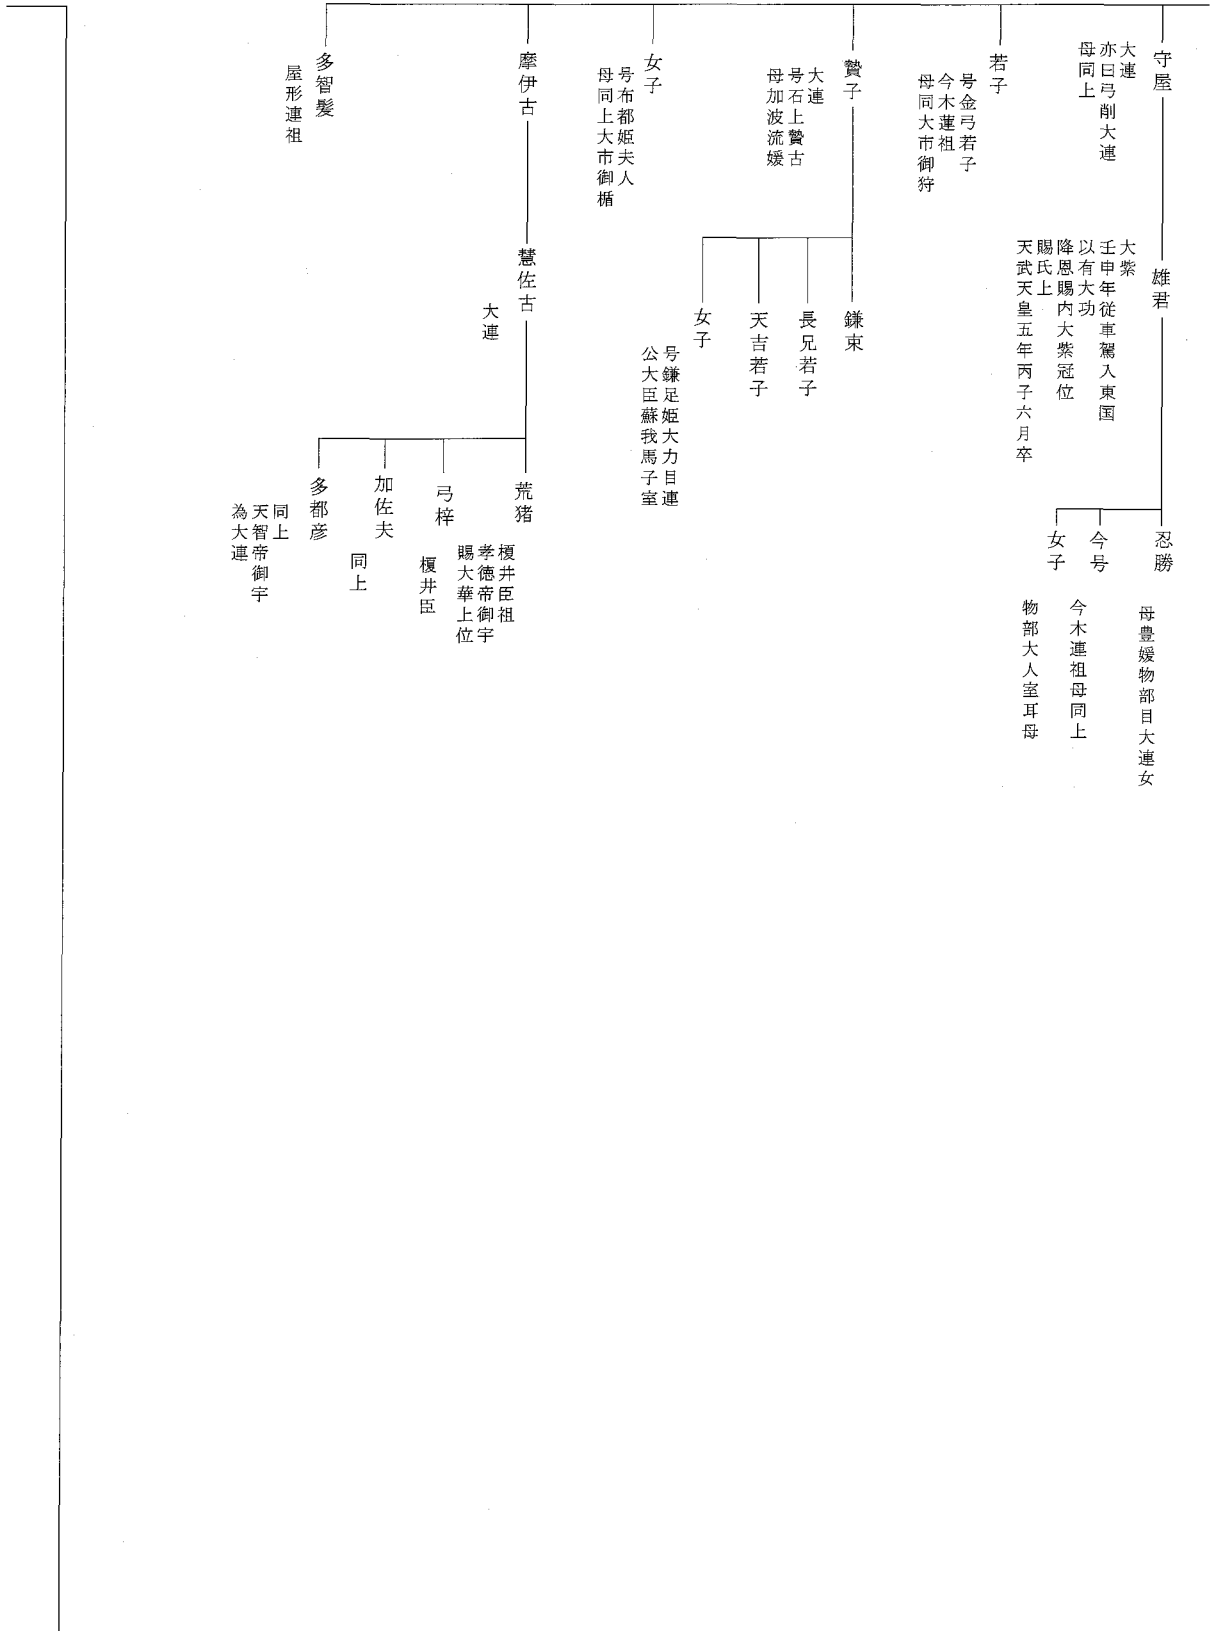 守屋
大連
亦曰弓削大連
母同上
雄君
大紫
壬申年従車駕入東国
以有大功
降恩賜内大紫冠位
賜氏上
天武天皇五年丙子六月卒
忍勝
母豊媛物部目大連女
今号
今木連祖母同上
女子
物部大人室耳母
若子
号金弓若子
今木蓮祖
母同大市御狩
贄子
大連
号石上贄古
母加波流媛
鎌束
長兄若子
天吉若子
女子
号鎌足姫大力目連
公大臣蘇我馬子室
女子
号布都姫夫人
母同上大市御楯
摩伊古
慧佐古
大連
荒猪
榎井臣祖
孝徳帝御宇
賜大華上位
弓梓
榎井臣
加佐夫
同上
多都彦
同上
天智帝御宇
為大連
多智髪
屋形連祖